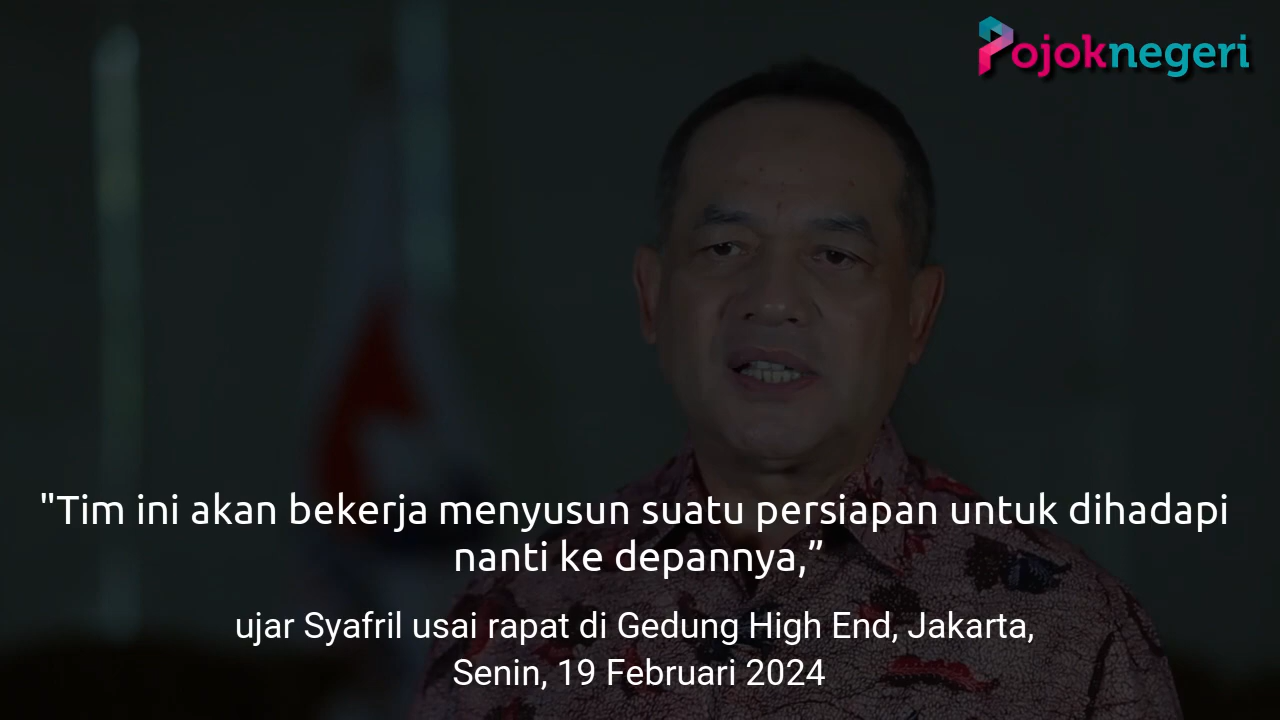 Pojoknegeri
"Tim ini akan bekerja menyusun suatu persiapan untuk dihadapi
nanti ke depannya,”
ujar Syafril usai rapat di Gedung High End, Jakarta,
Senin, 19 Februari 2024